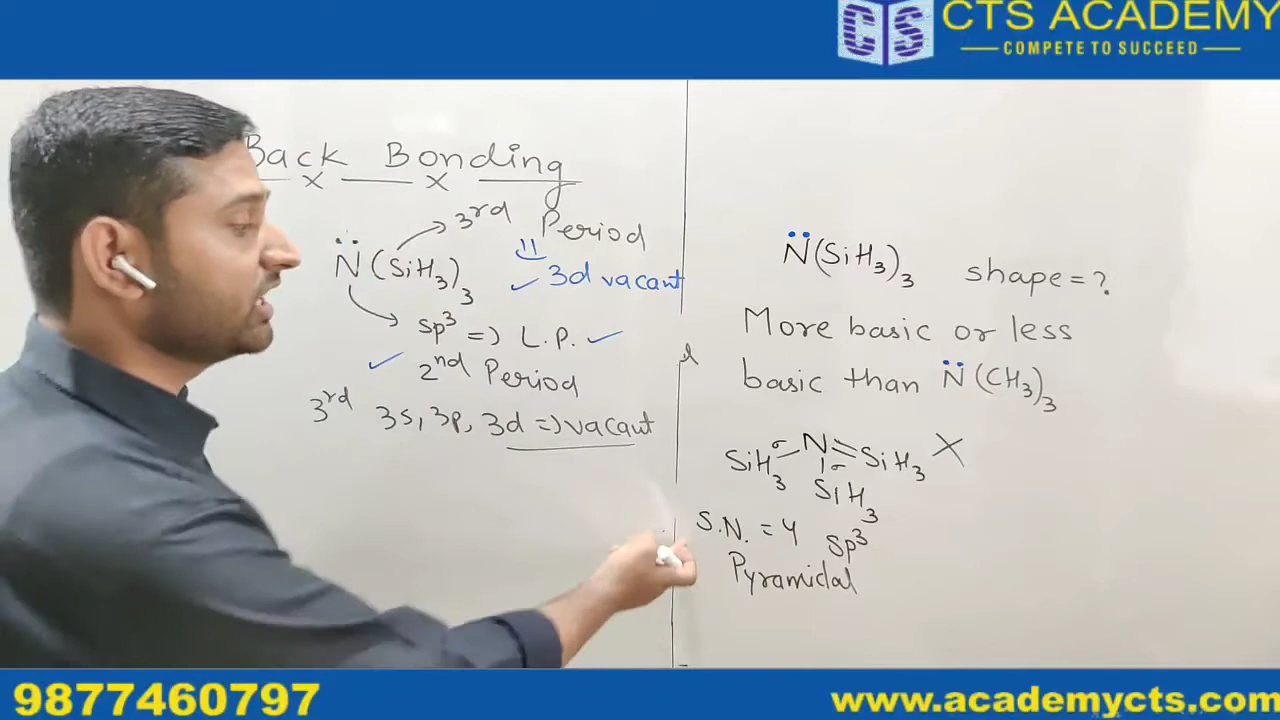 CTS ACADEMY
COMPETE TO SUCCEED
CS
Back Bonding
N(SiH3)3
3rd Period
3d vacant
sp3 => L.P.
2nd Period
3rd 3s, 3p, 3d => vacant
N(SiH3)3 shape = ?
More basic or less
basic than N(CH3)3
SiH3 - N = SiH3 X
σ σ
SiH3
S.N. = 4 sp3
Pyramidal
9877460797
www.academycts.com